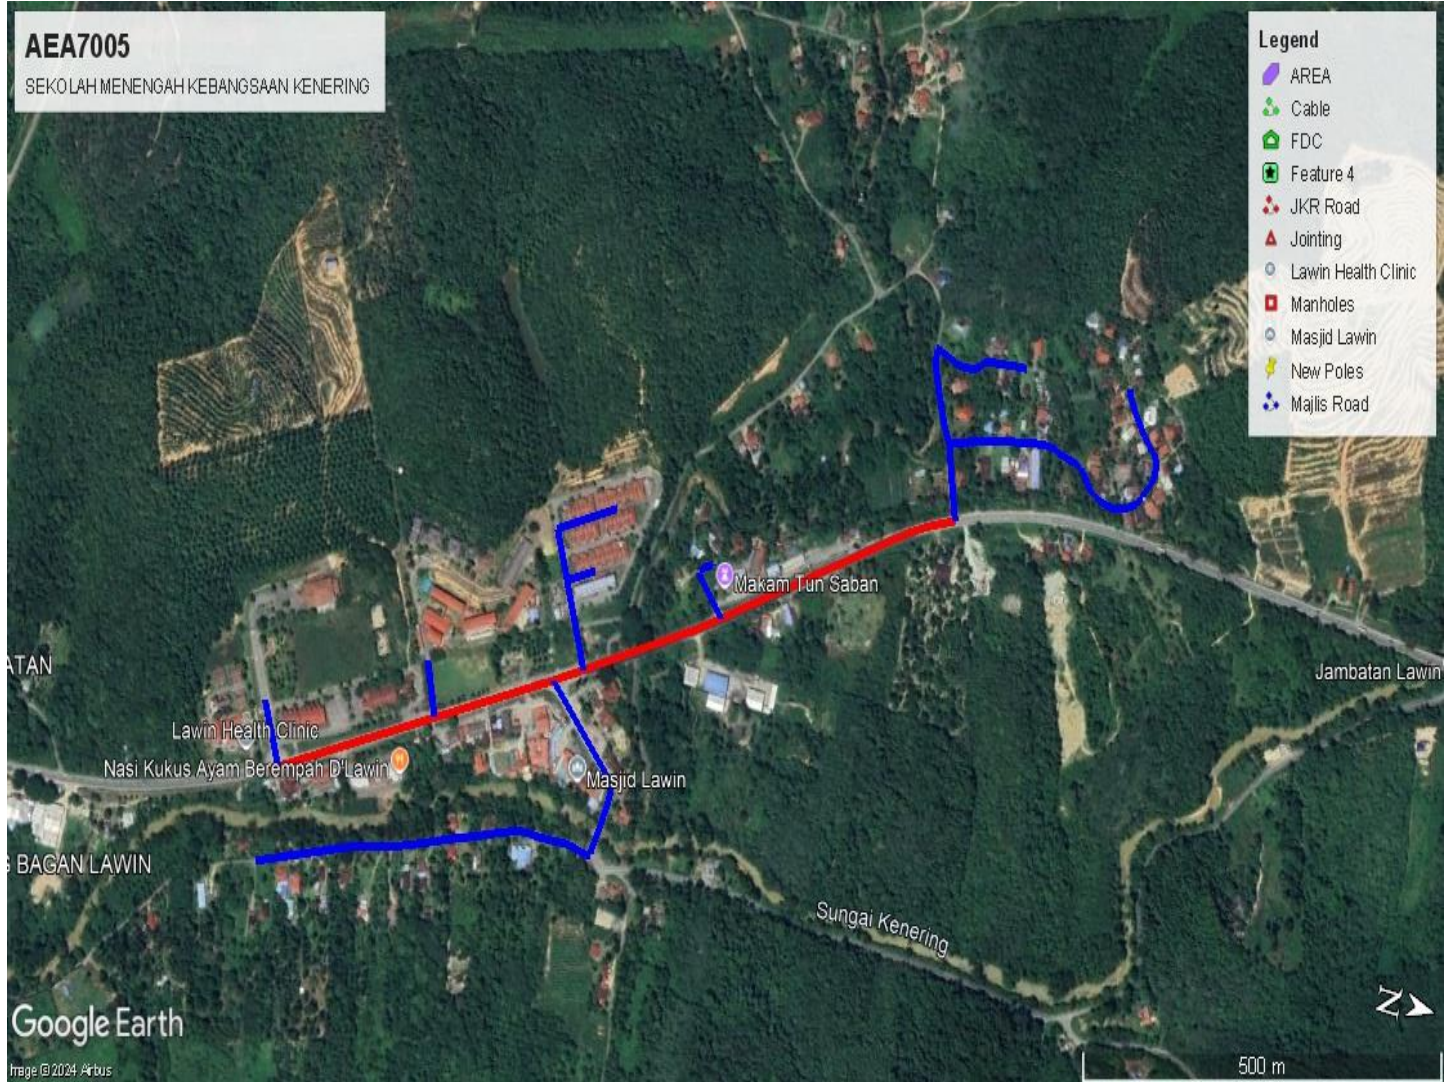 AEA7005
SEKOLAH MENENGAH KEBANGSAAN KENERING
Legend
AREA
Cable
FDC
Feature 4
JKR Road
Jointing
Lawin Health Clinic
Manholes
Masjid Lawin
New Poles
Majlis Road
Makam Tun Saban
ATAN
Jambatan Lawin
Lawin Health Clinic
Nasi Kukus Ayam Berempah D'Lawin
Masjid Lawin
G BAGAN LAWIN
Sungai Kenering
Google Earth
N
Image © 2024 Airbus
500 m